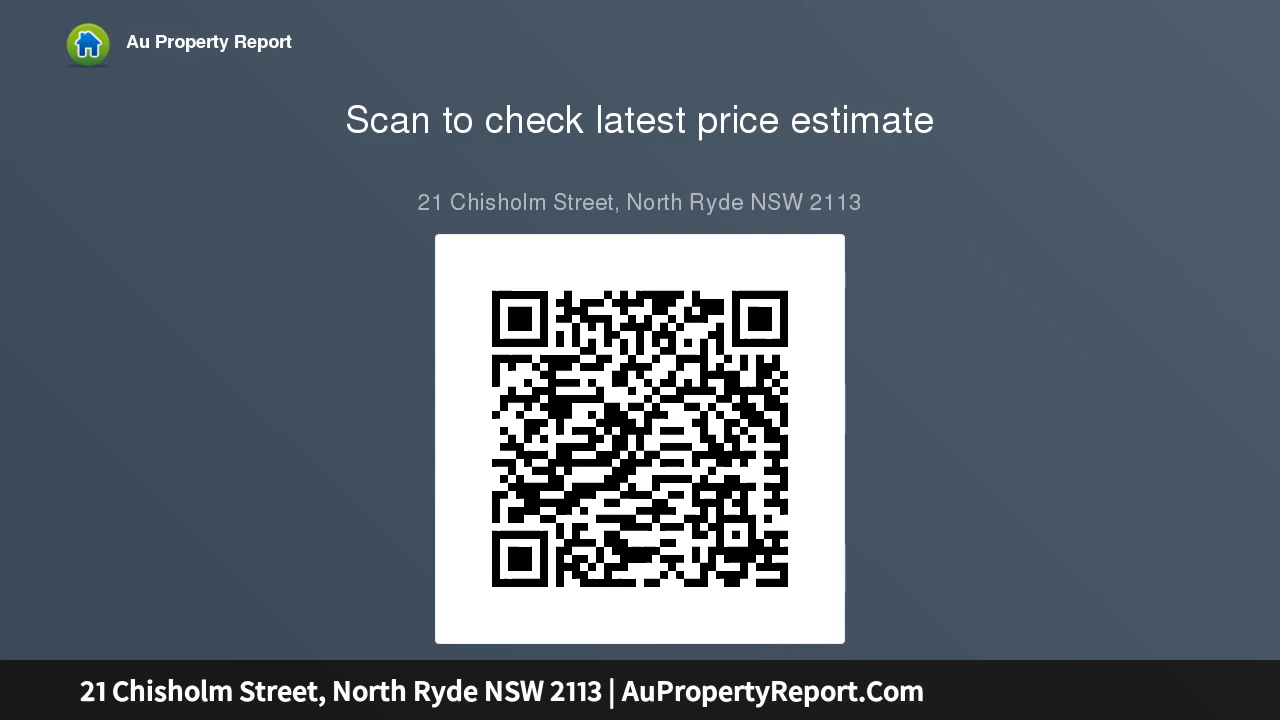 Au Property Report
Scan to check latest price estimate
21 Chisholm Street, North Ryde NSW 2113
21 Chisholm Street, North Ryde NSW 2113 | AuPropertyReport.Com